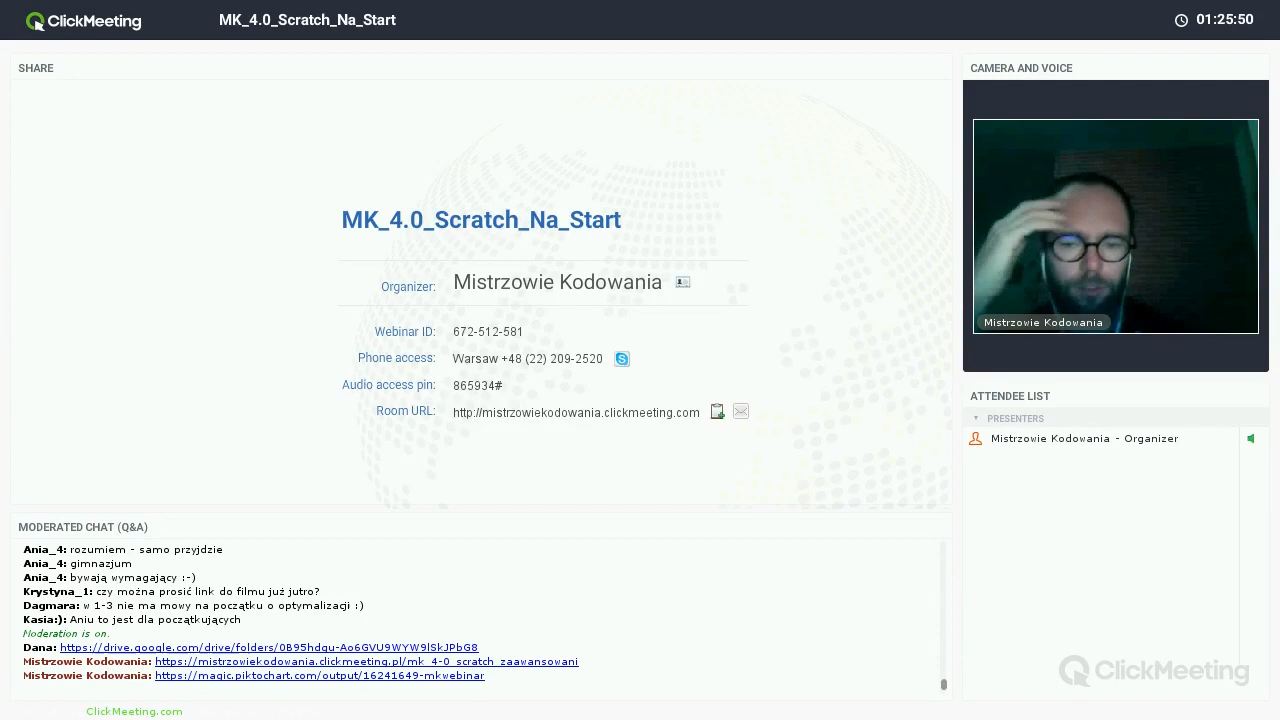 ClickMeeting
MK_4.0_Scratch_Na_Start
01:25:50
SHARE
MK_4.0_Scratch_Na_Start
Organizer: Mistrzowie Kodowania
Webinar ID: 672-512-581
Phone access: Warsaw +48 (22) 209-2520
Audio access pin: 865934#
Room URL: http://mistrzowiekodowania.clickmeeting.com
CAMERA AND VOICE
Mistrzowie Kodowania
ATTENDEE LIST
PRESENTERS
Mistrzowie Kodowania - Organizer
MODERATED CHAT (Q&A)
Ania_4: rozumiem - samo przyjdzie
Ania_4: gimnazjum
Ania_4: bywają wymagający :-)
Krystyna_1: czy można prosić link do filmu już jutro?
Dagmara: w 1-3 nie ma mowy na początku o optymalizacji :)
Kasia:): Aniu to jest dla początkujących
Moderation is on.
Dana: https://drive.google.com/drive/folders/0B95hdqu-Ao6GVU9WYW9lSkJPbG8
Mistrzowie Kodowania: https://mistrzowiekodowania.clickmeeting.pl/mk_4-0_scratch_zaawansowani
Mistrzowie Kodowania: https://magic.piktochart.com/output/16241649-mkwebinar
ClickMeeting
ClickMeeting.com